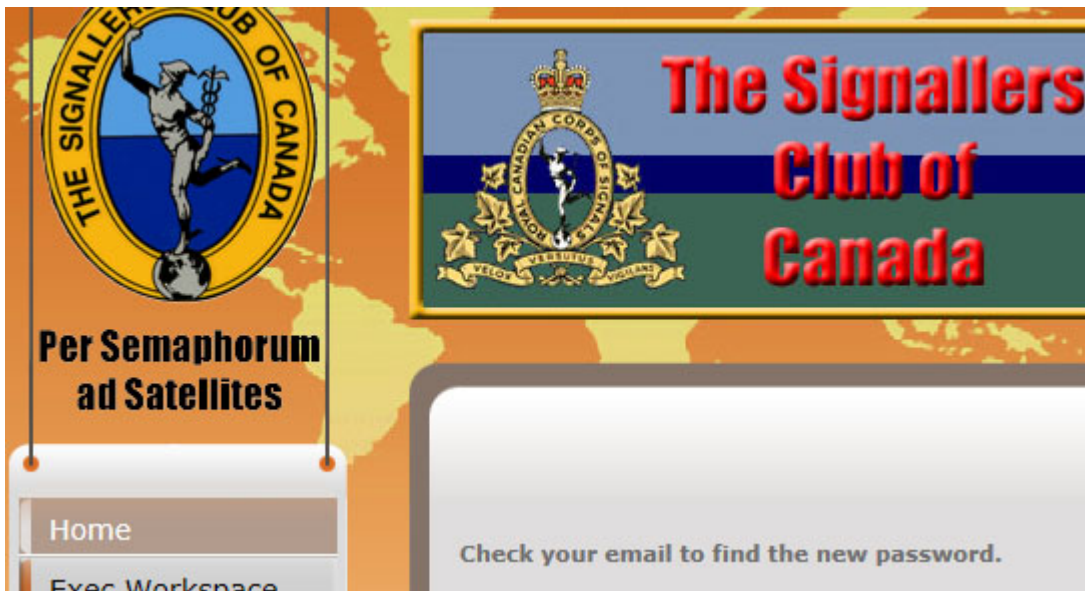 THE SIGNALLERS CLUB OF CANADA
Per Semaphorum
ad Satellites
Home
Exec Workspace
ROYAL CANADIAN CORPS OF SIGNALS
VELOX VERSUTUS VIGILANS
The Signallers
Club of
Canada
Check your email to find the new password.